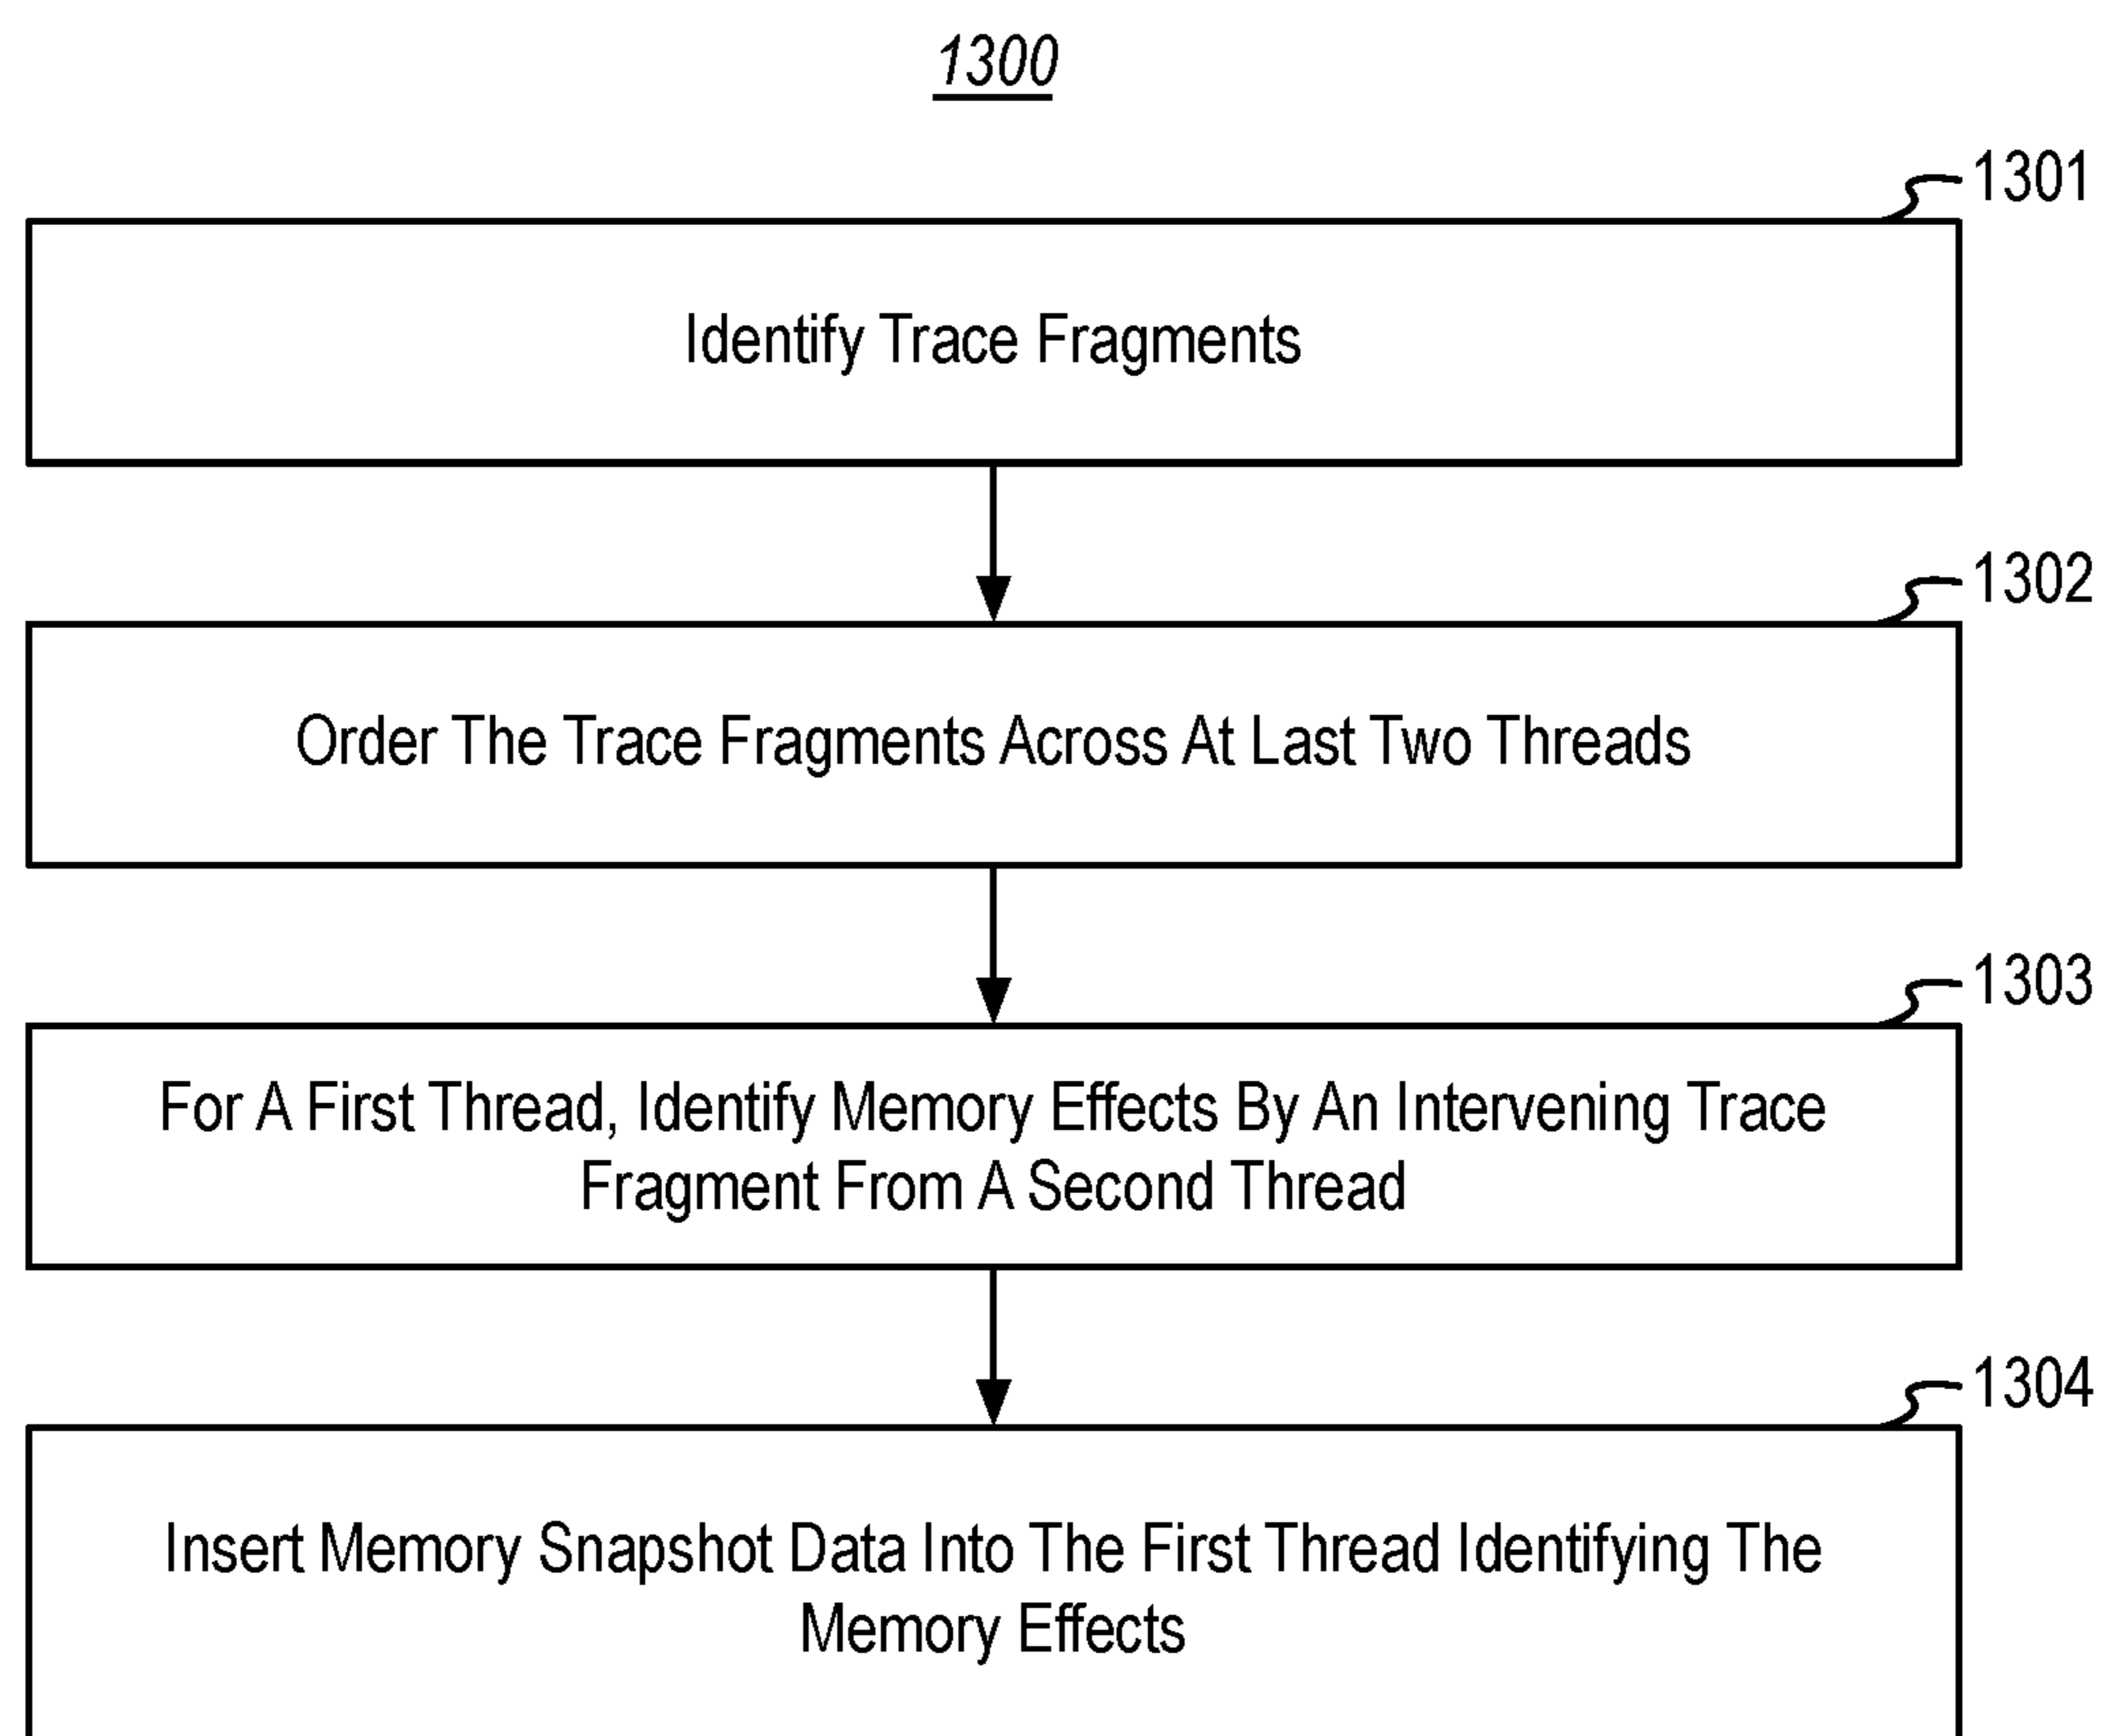 1300
1301
Identify Trace Fragments
1302
Order The Trace Fragments Across At Last Two Threads
1303
For A First Thread, Identify Memory Effects By An Intervening Trace
Fragment From A Second Thread
1304
Insert Memory Snapshot Data Into The First Thread Identifying The
Memory Effects